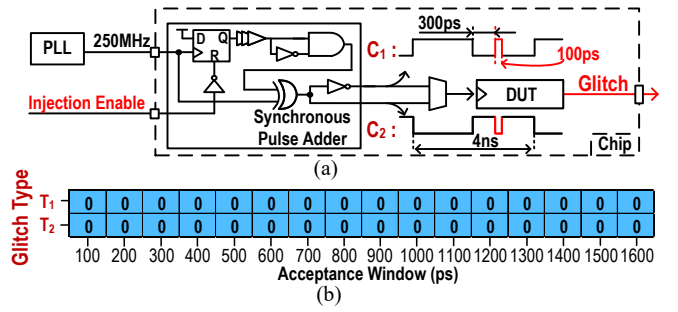 PLL
250MHz
D Q
R
Injection Enable
Synchronous
Pulse Adder
C1 :
300ps
100ps
DUT
Glitch
C2 :
4ns
Chip
(a)
Glitch Type
T1 0 0 0 0 0 0 0 0 0 0 0 0 0 0 0 0
T2 0 0 0 0 0 0 0 0 0 0 0 0 0 0 0 0
100 200 300 400 500 600 700 800 900 1000 1100 1200 1300 1400 1500 1600
Acceptance Window (ps)
(b)